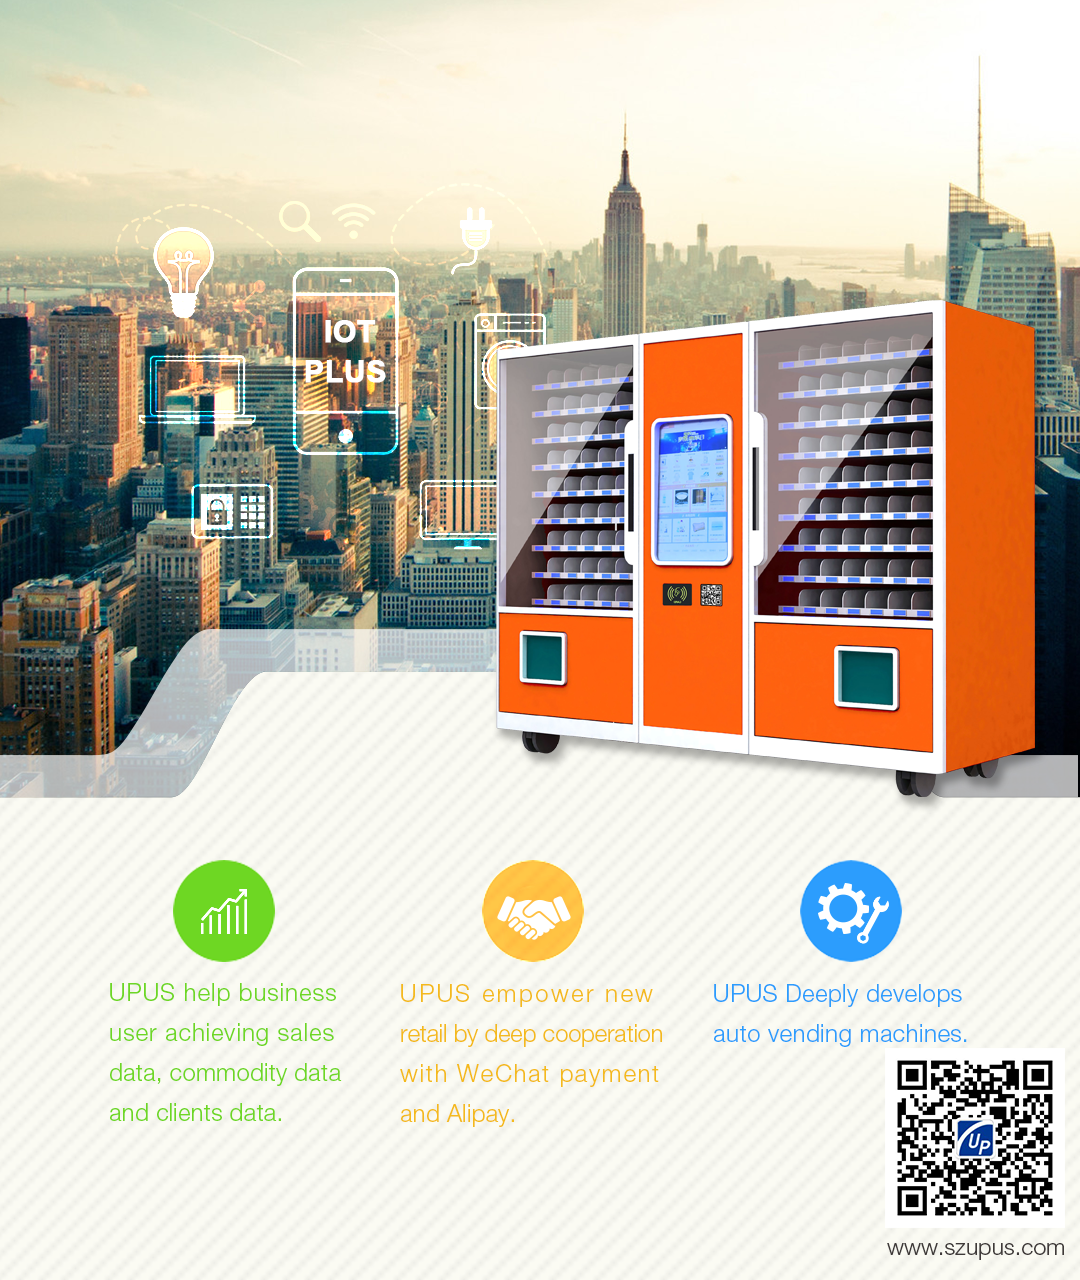 IOT
PLUS
UPUS help business
user achieving sales
data, commodity data
and clients data.
UPUS empower new
retail by deep cooperation
with WeChat payment
and Alipay.
UPUS Deeply develops
auto vending machines.
UP
www.szupus.com